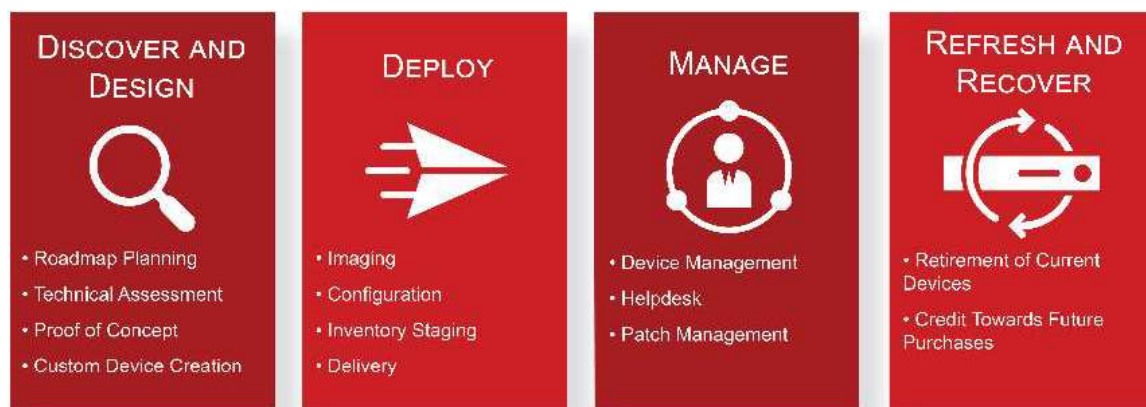 DISCOVER AND
DESIGN
• Roadmap Planning
• Technical Assessment
• Proof of Concept
• Custom Device Creation
DEPLOY
• Imaging
• Configuration
• Inventory Staging
• Delivery
MANAGE
• Device Management
• Helpdesk
• Patch Management
REFRESH AND
RECOVER
• Retirement of Current
Devices
• Credit Towards Future
Purchases